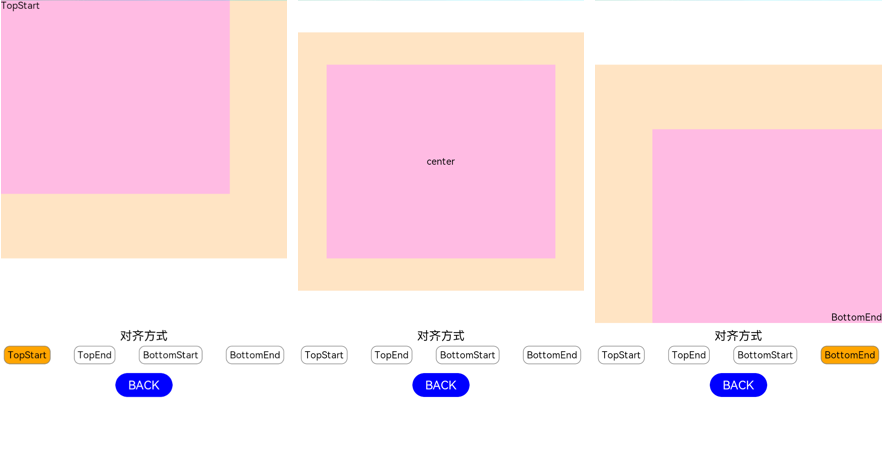 TopStart
对齐方式
TopStart TopEnd BottomStart BottomEnd
BACK
center
对齐方式
TopStart TopEnd BottomStart BottomEnd
BACK
BottomEnd
对齐方式
TopStart TopEnd BottomStart BottomEnd
BACK